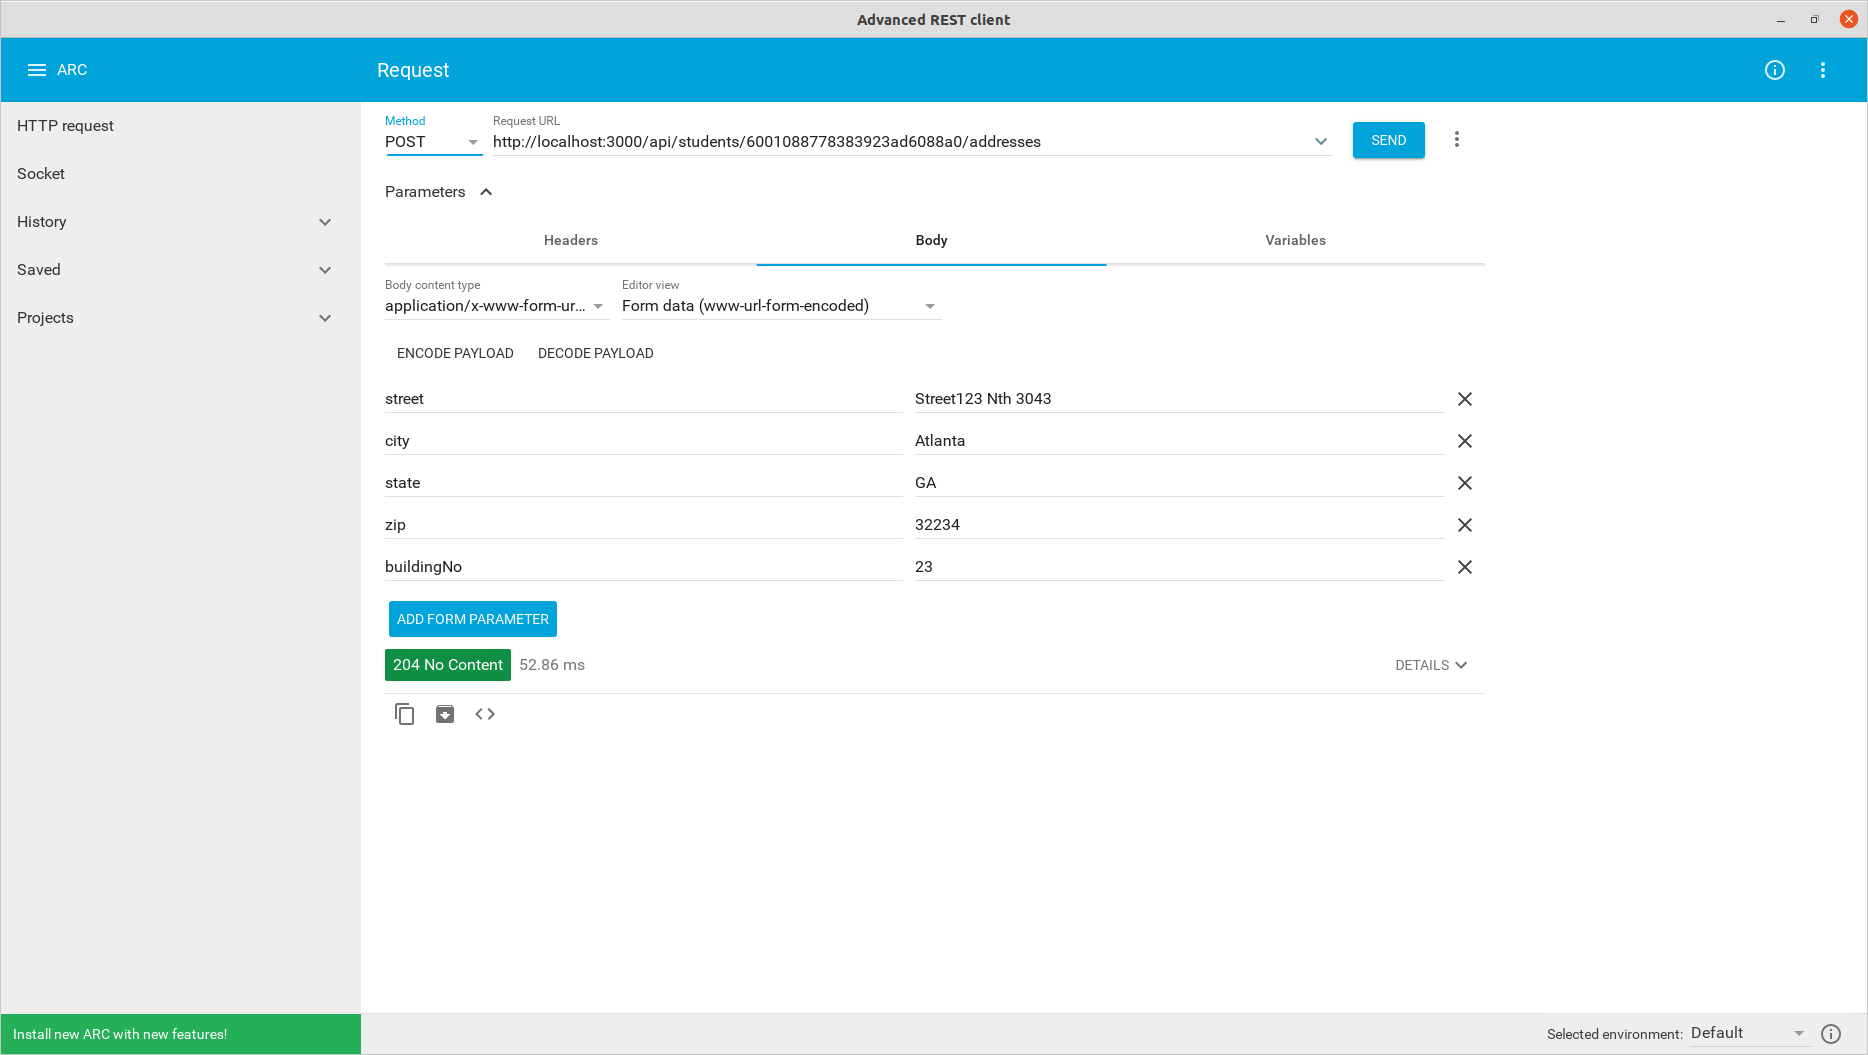 Advanced REST client
ARC
Request
HTTP request
Socket
History
Saved
Projects
Method
POST
Request URL
http://localhost:3000/api/students/6001088778383923ad6088a0/addresses
SEND
Parameters
Headers
Body
Variables
Body content type
application/x-www-form-ur...
Editor view
Form data (www-url-form-encoded)
ENCODE PAYLOAD
DECODE PAYLOAD
street
Street123 Nth 3043
city
Atlanta
state
GA
zip
32234
buildingNo
23
ADD FORM PARAMETER
204 No Content
52.86 ms
DETAILS
Install new ARC with new features!
Selected environment:
Default